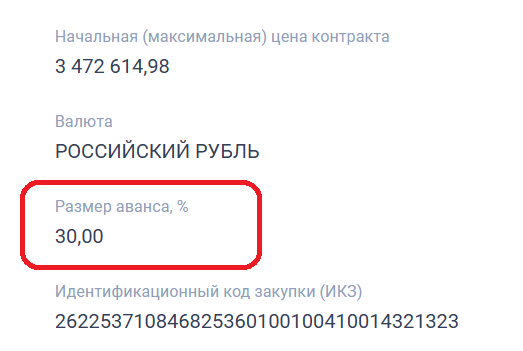 Начальная (максимальная) цена контракта
3 472 614,98
Валюта
РОССИЙСКИЙ РУБЛЬ
Размер аванса, %
30,00
Идентификационный код закупки (ИКЗ)
262253710846825360100100410014321323